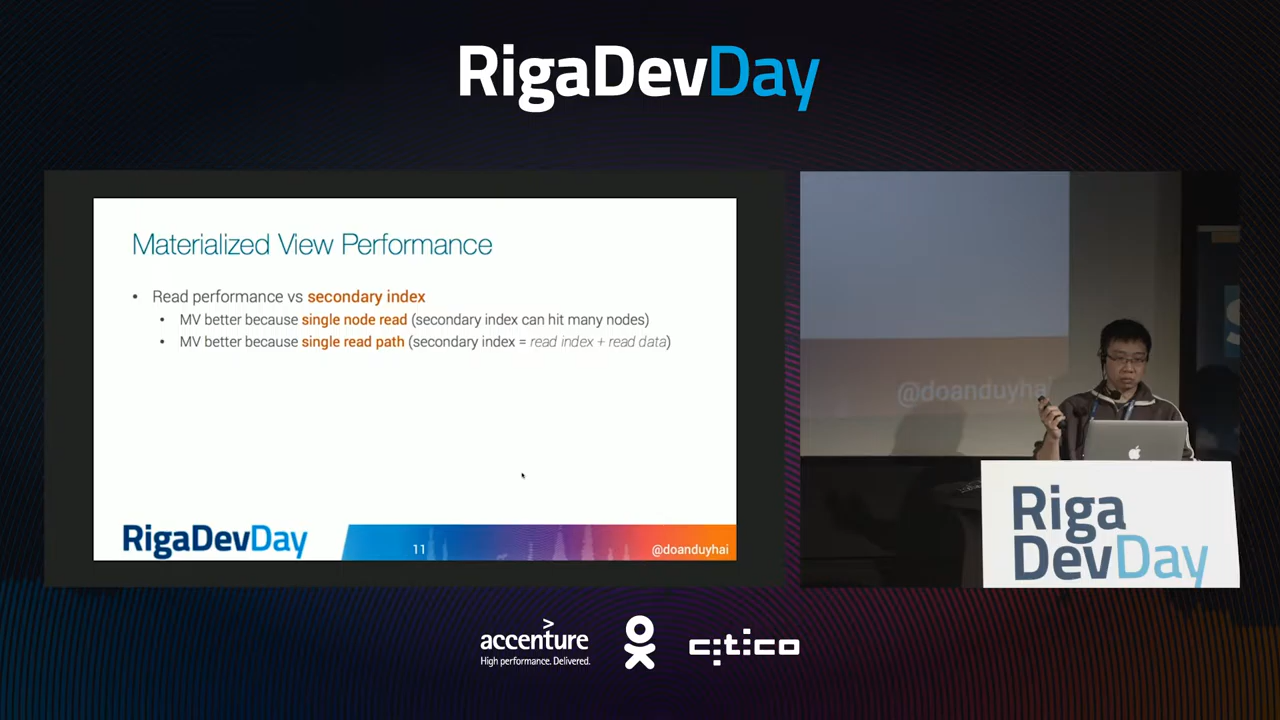 RigaDevDay
Materialized View Performance
• Read performance vs secondary index
• MV better because single node read (secondary index can hit many nodes)
• MV better because single read path (secondary index = read index + read data)
RigaDevDay
11
@doanduyhai
@doanduyhai
Riga
DevDay
>
accenture
High performance. Delivered.
citico